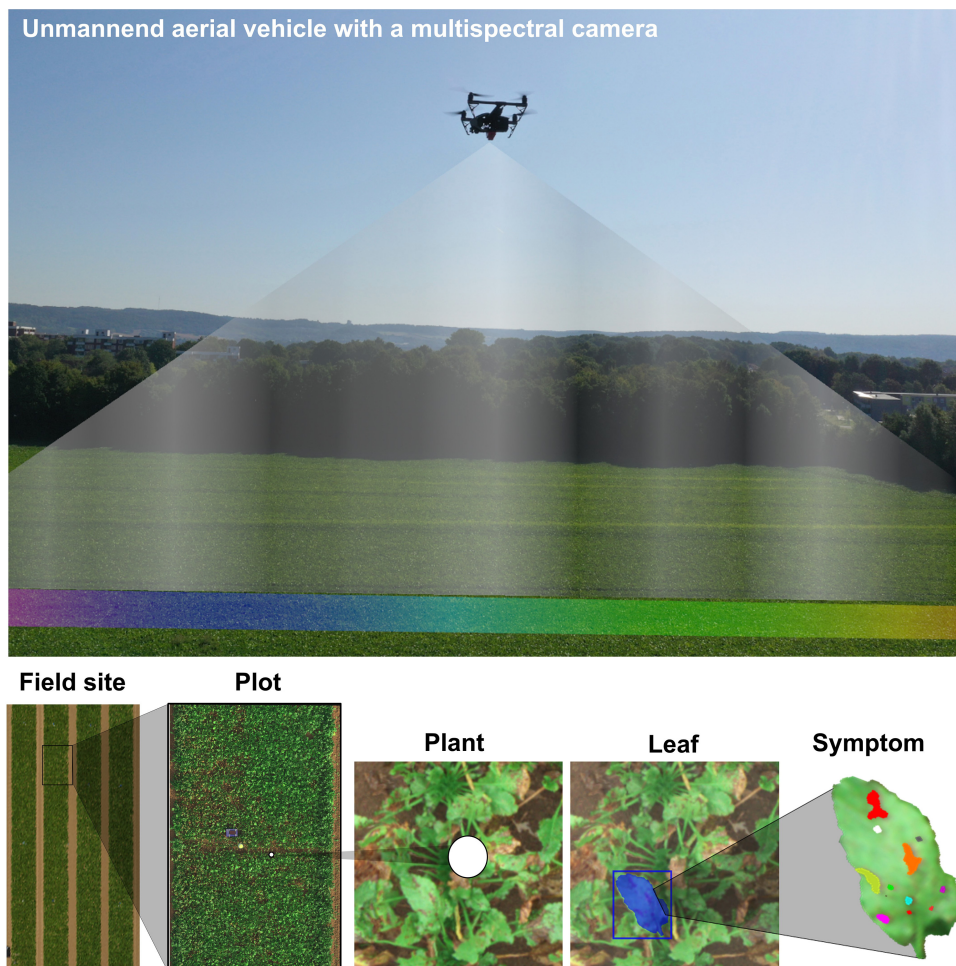 Unmannend aerial vehicle with a multispectral camera
Field site
Plot
Plant
Leaf
Symptom